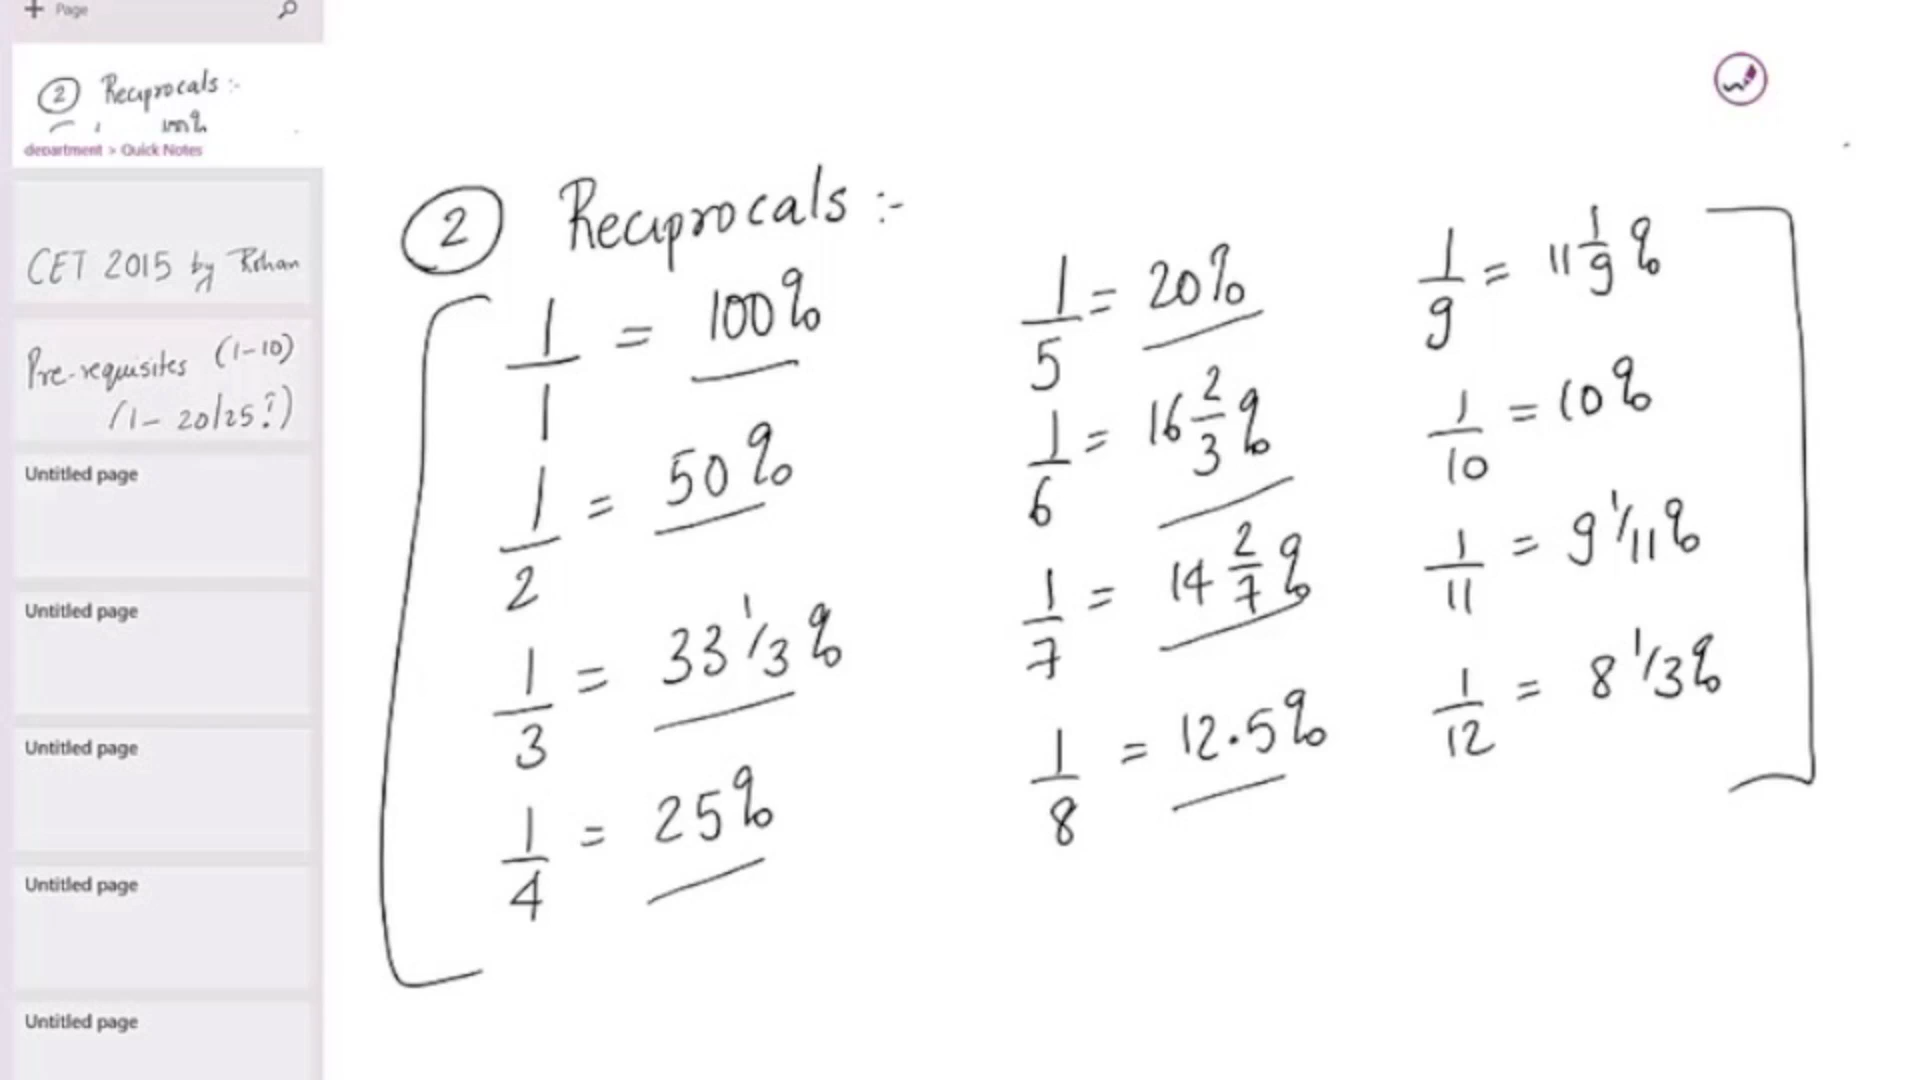 + Page
② Reciprocals :-
100%
department > Quick Notes
CET 2015 by Rohan
Pre-requisites (1-10)
(1- 20/25?)
Untitled page
Untitled page
Untitled page
Untitled page
Untitled page
② Reciprocals :-
1/1 = 100%
1/2 = 50%
1/3 = 33 1/3 %
1/4 = 25%
1/5 = 20%
1/6 = 16 2/3 %
1/7 = 14 2/7 %
1/8 = 12.5%
1/9 = 11 1/9 %
1/10 = 10%
1/11 = 9 1/11 %
1/12 = 8 1/3 %